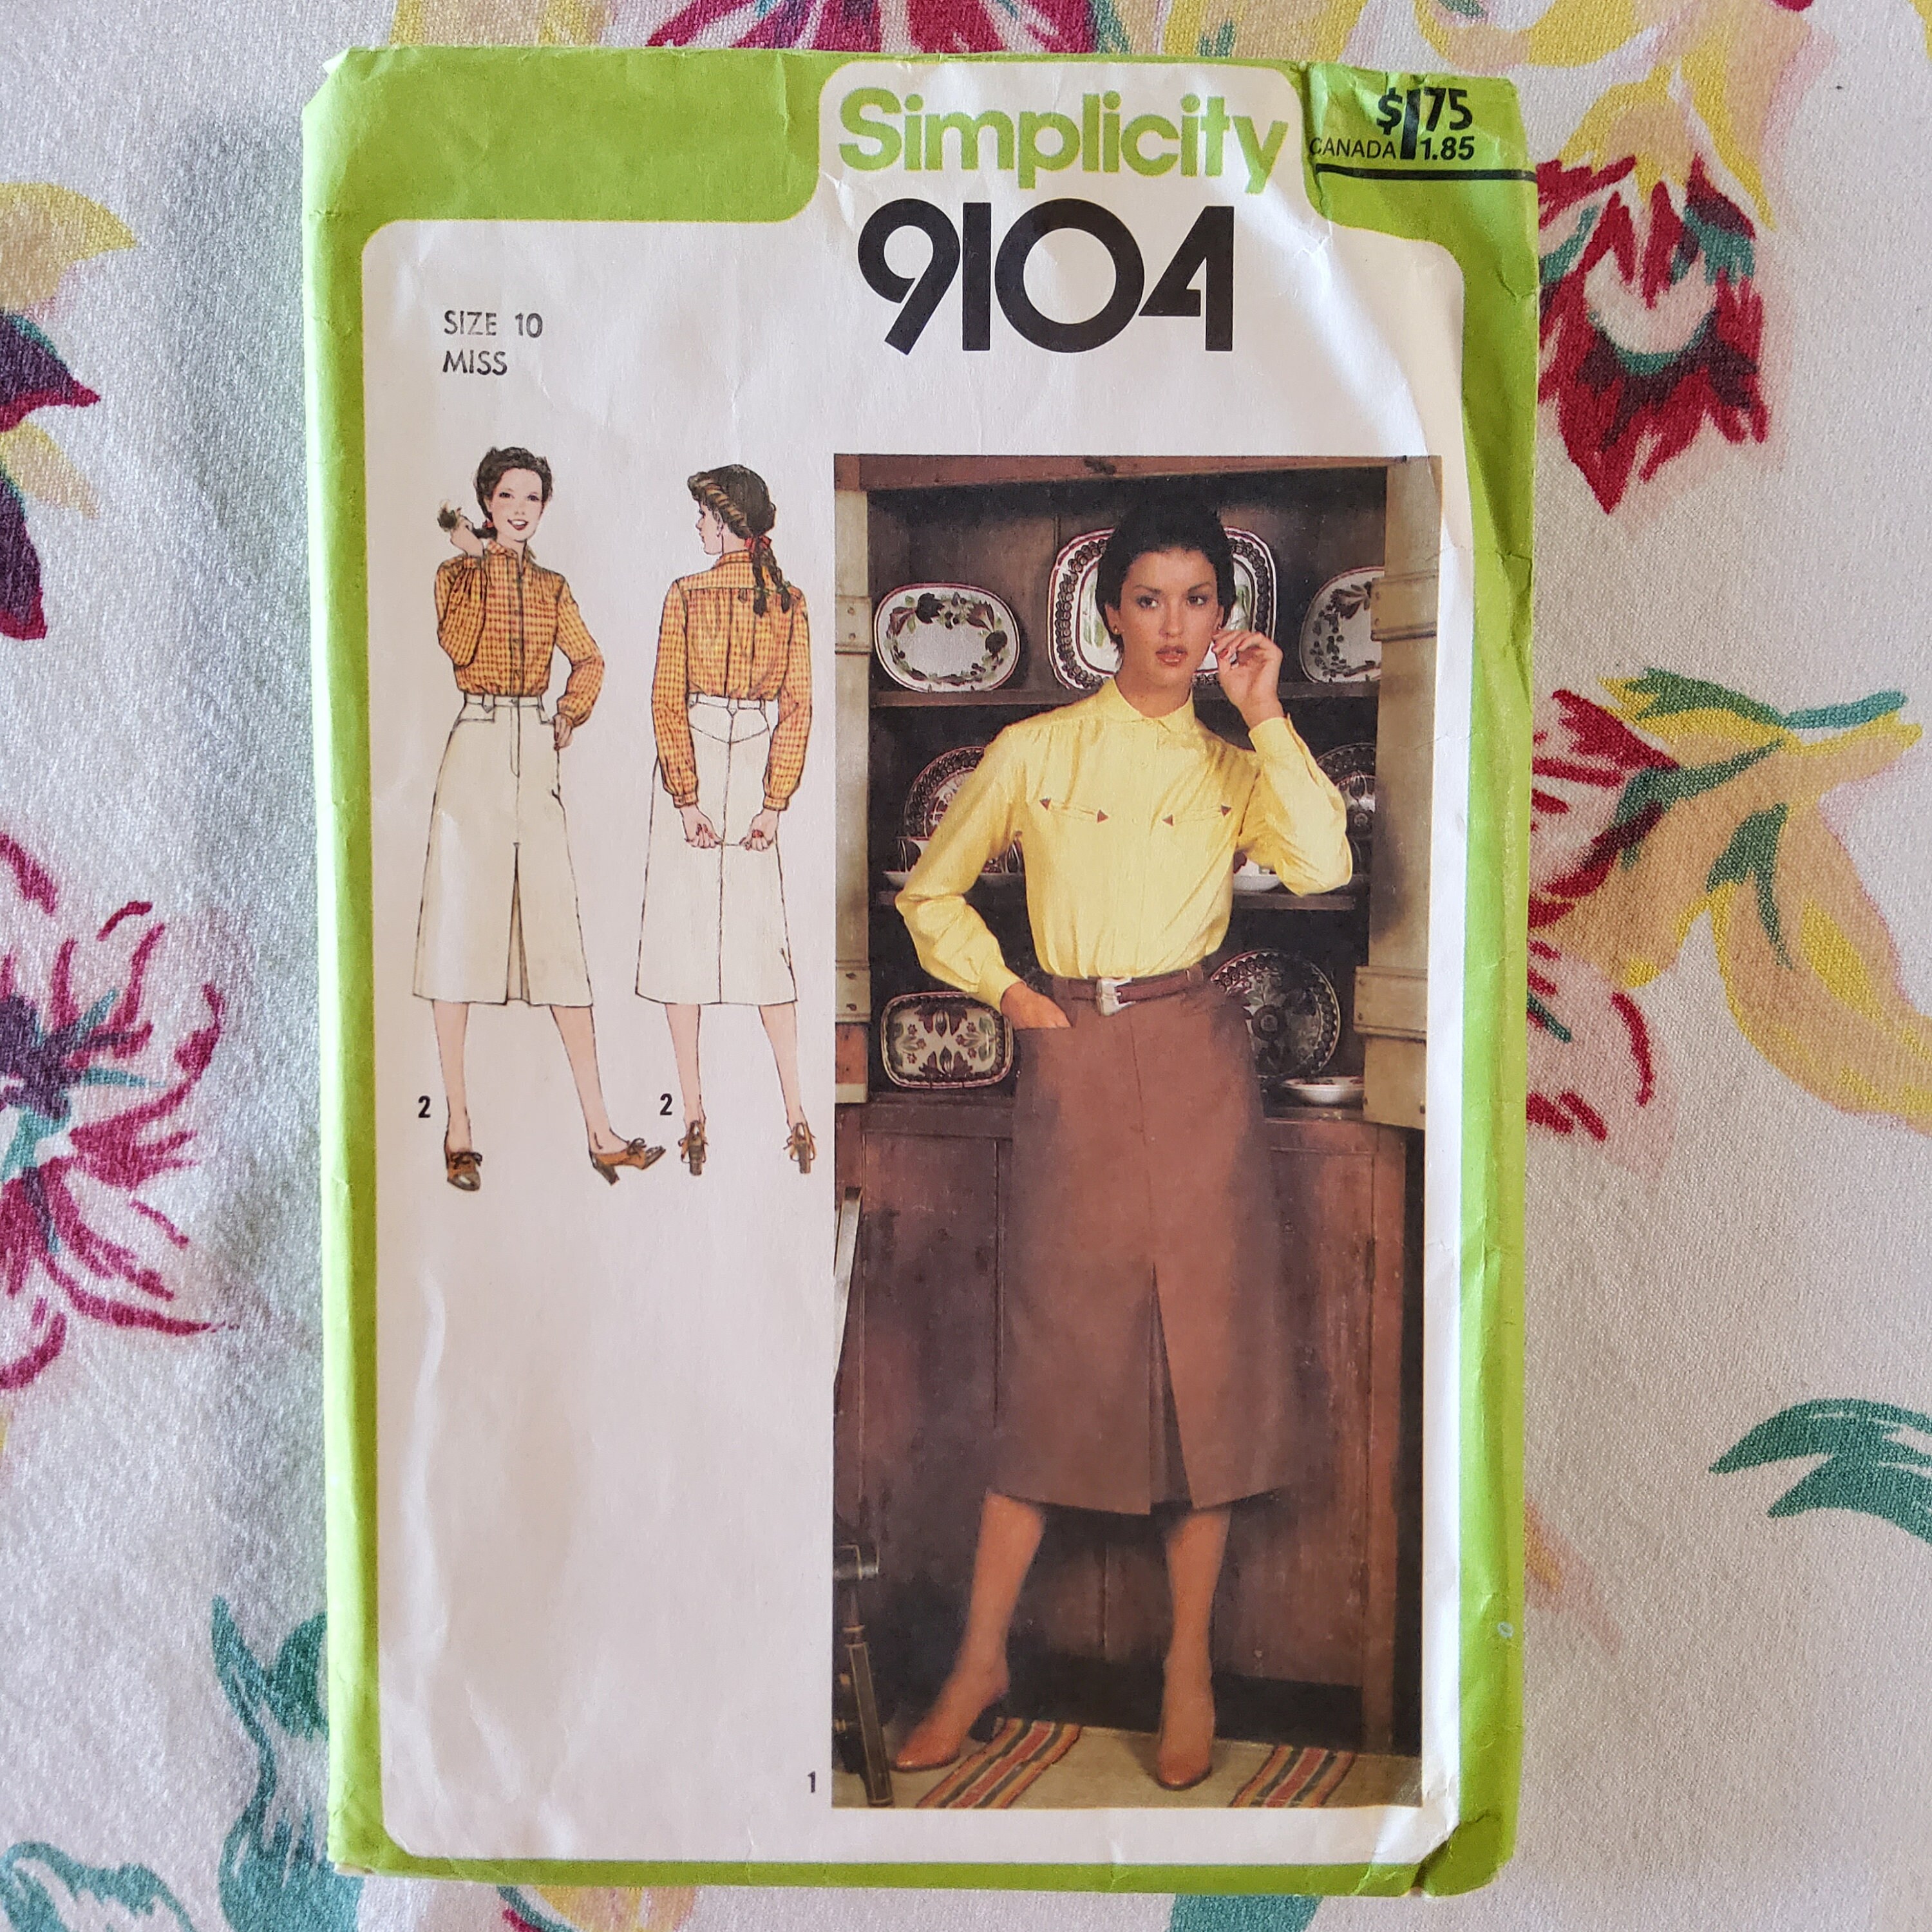 Simplicity
$1.75
CANADA 1.85
9104
SIZE 10
MISS
2
2
1